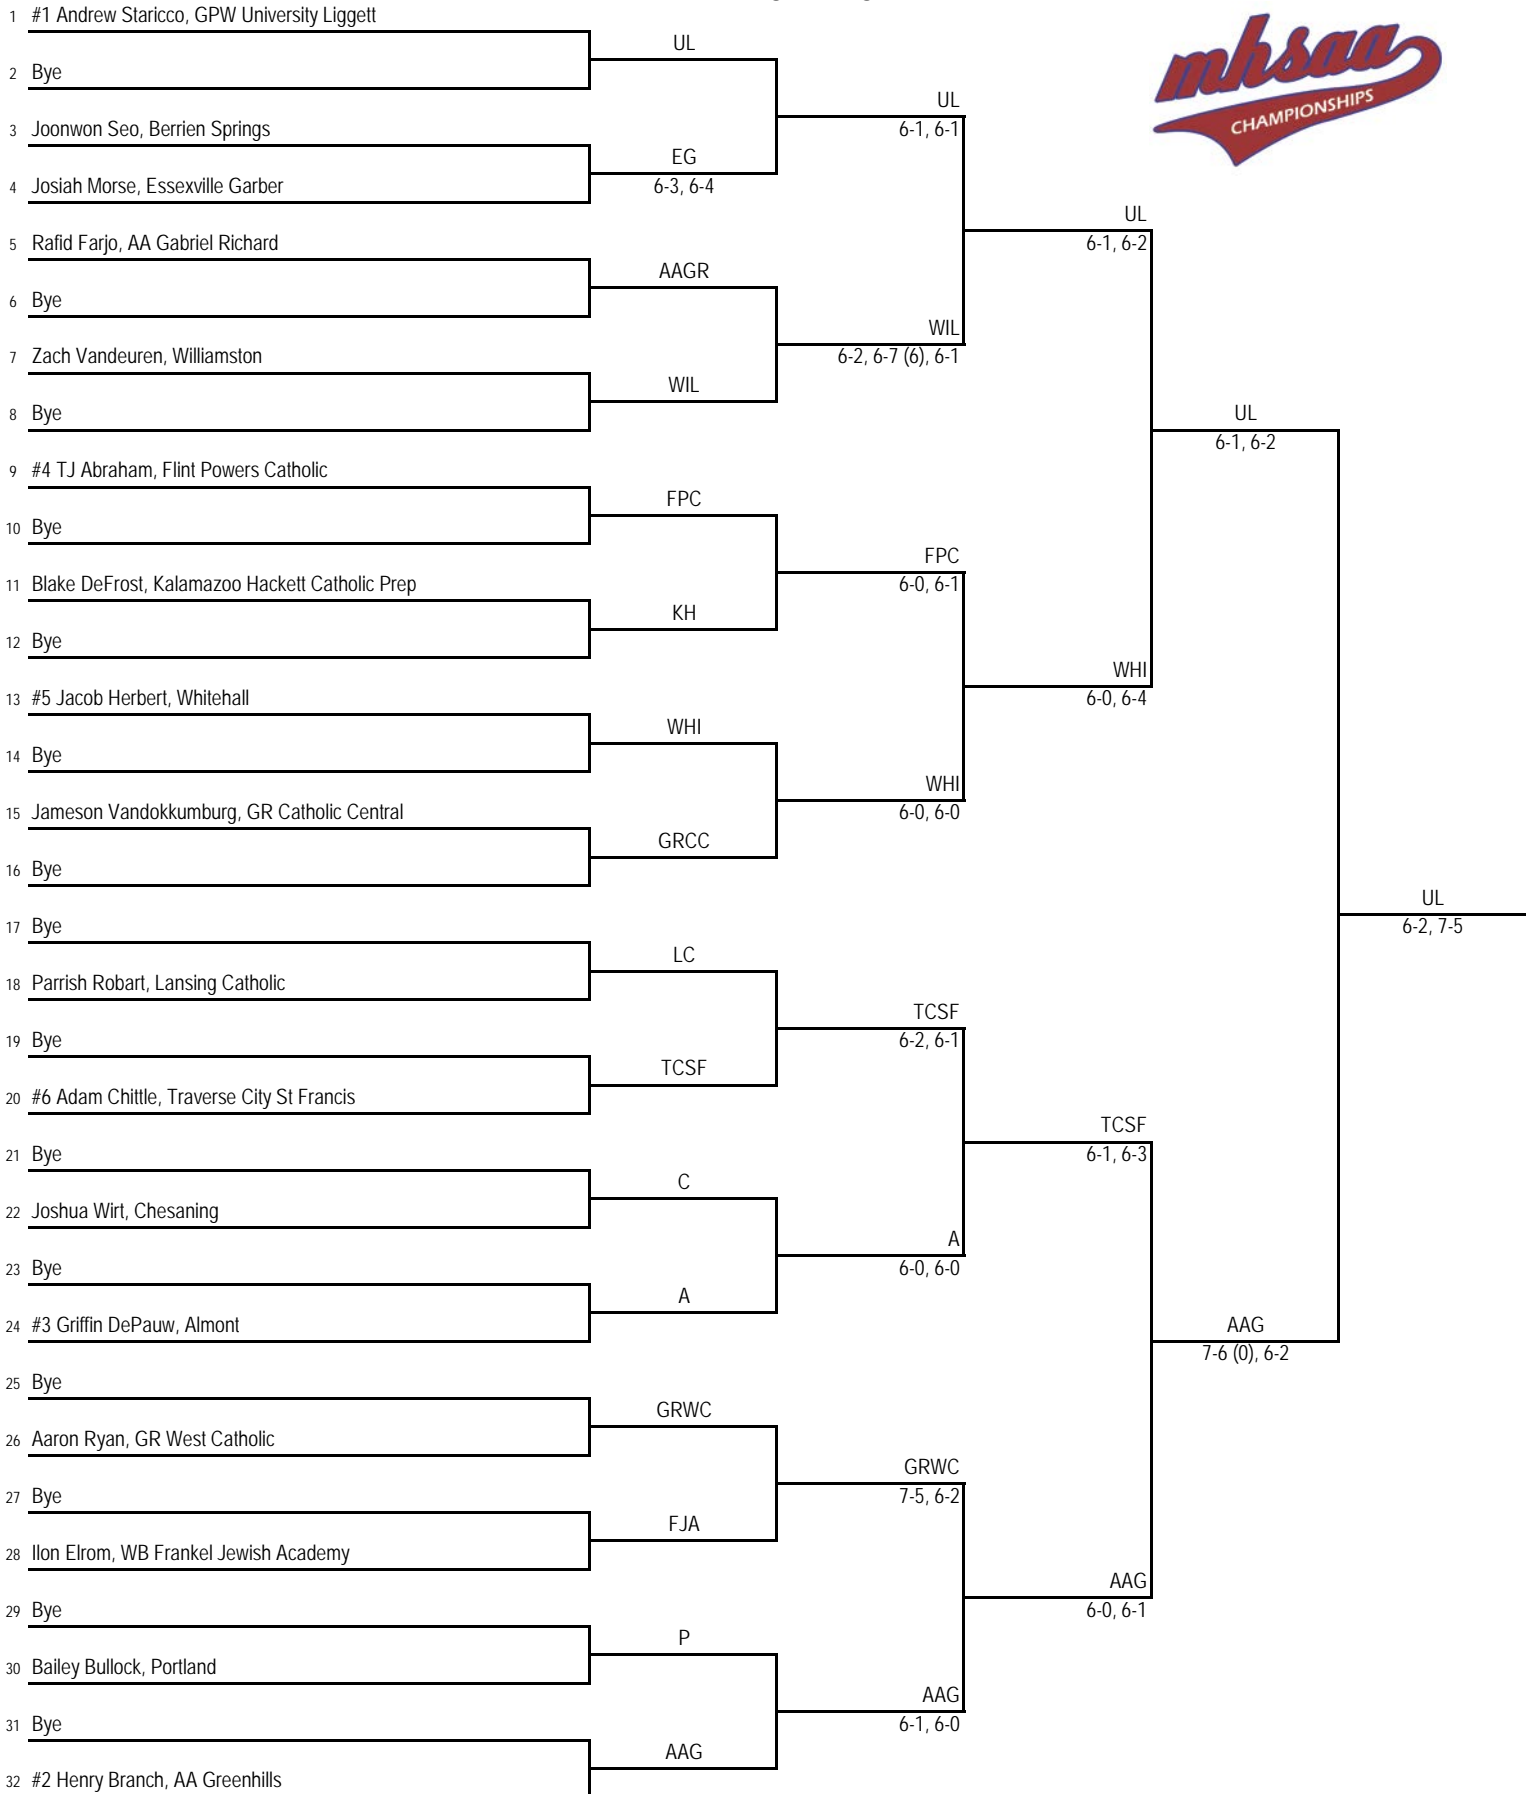 1 #1 Andrew Staricco, GPW University Liggett
UL
2 Bye
mhsaa
CHAMPIONSHIPS
UL
6-1, 6-1
3 Joonwon Seo, Berrien Springs
EG
6-3, 6-4
4 Josiah Morse, Essexville Garber
UL
6-1, 6-2
5 Rafid Farjo, AA Gabriel Richard
AAGR
6 Bye
WIL
6-2, 6-7 (6), 6-1
7 Zach Vandeuren, Williamston
WIL
8 Bye
UL
6-1, 6-2
9 #4 TJ Abraham, Flint Powers Catholic
FPC
10 Bye
FPC
6-0, 6-1
11 Blake DeFrost, Kalamazoo Hackett Catholic Prep
KH
12 Bye
WHI
6-0, 6-4
13 #5 Jacob Herbert, Whitehall
WHI
14 Bye
WHI
6-0, 6-0
15 Jameson Vandokkumburg, GR Catholic Central
GRCC
16 Bye
UL
6-2, 7-5
17 Bye
LC
18 Parrish Robart, Lansing Catholic
TCSF
6-2, 6-1
19 Bye
TCSF
20 #6 Adam Chittle, Traverse City St Francis
TCSF
6-1, 6-3
21 Bye
C
22 Joshua Wirt, Chesaning
A
6-0, 6-0
23 Bye
A
24 #3 Griffin DePauw, Almont
AAG
7-6 (0), 6-2
25 Bye
GRWC
26 Aaron Ryan, GR West Catholic
GRWC
7-5, 6-2
27 Bye
FJA
28 Ilon Elrom, WB Frankel Jewish Academy
AAG
6-0, 6-1
29 Bye
P
30 Bailey Bullock, Portland
AAG
6-1, 6-0
31 Bye
AAG
32 #2 Henry Branch, AA Greenhills